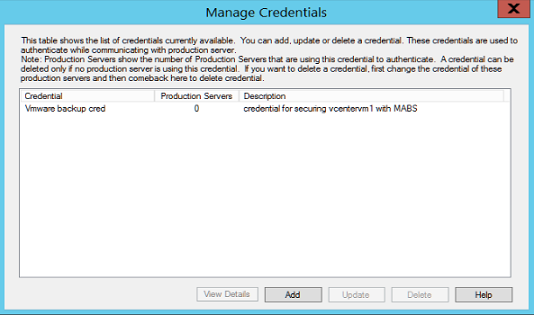 Manage Credentials
This table shows the list of credentials currently available. You can add, update or delete a credential. These credentials are used to
authenticate while communicating with production server.
Note: Production Servers show the number of Production Servers that are using this credential to authenticate. A credential can be
deleted only if no production server is using this credential. If you want to delete a credential, first change the credential of these
production servers and then comeback here to delete credential.
Credential Production Servers Description
Vmware backup cred 0 credential for securing vcentervm1 with MABS
View Details Add Update Delete Help